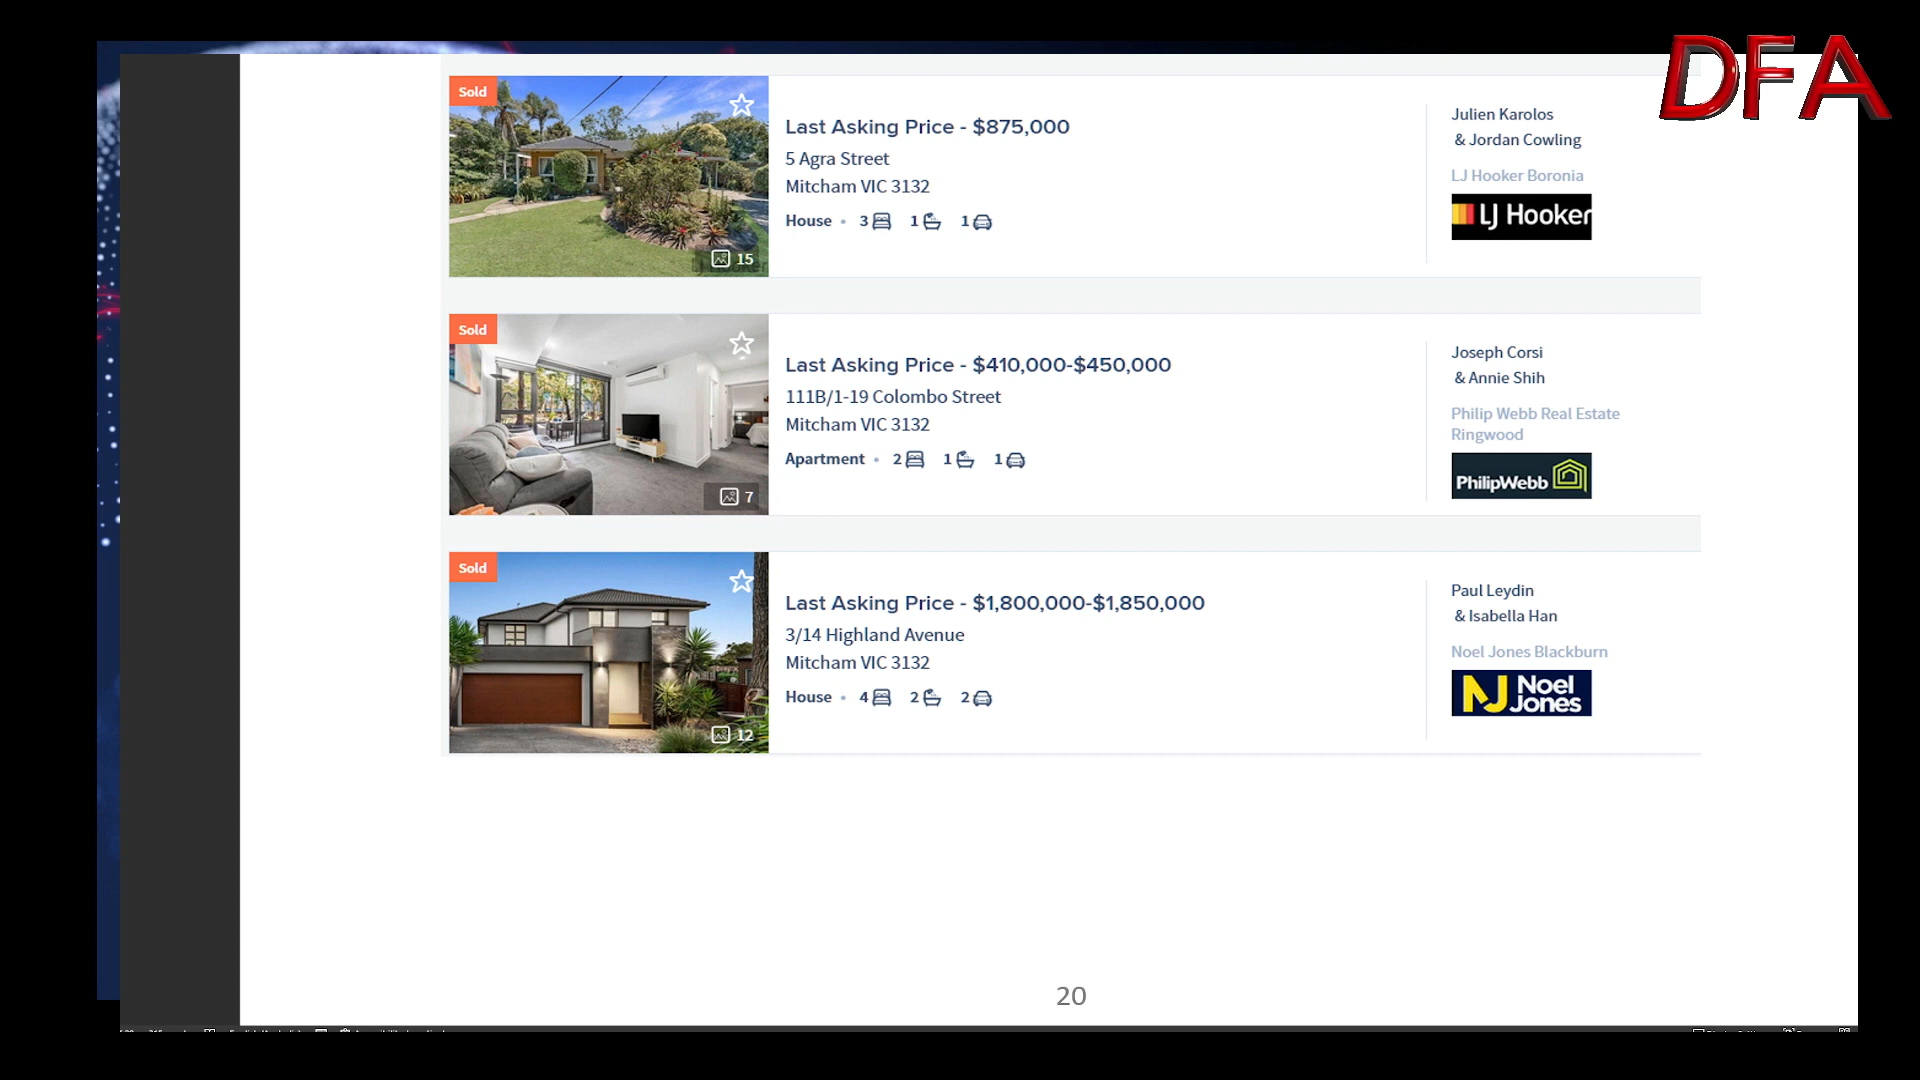 DFA
Sold
Last Asking Price - $875,000
5 Agra Street
Mitcham VIC 3132
House • 3 1 1
15
Julien Karolos
& Jordan Cowling
LJ Hooker Boronia
LJ Hooker
Sold
Last Asking Price - $410,000-$450,000
111B/1-19 Colombo Street
Mitcham VIC 3132
Apartment • 2 1 1
7
Joseph Corsi
& Annie Shih
Philip Webb Real Estate
Ringwood
PhilipWebb
Sold
Last Asking Price - $1,800,000-$1,850,000
3/14 Highland Avenue
Mitcham VIC 3132
House • 4 2 2
12
Paul Leydin
& Isabella Han
Noel Jones Blackburn
NJ Noel
Jones
20